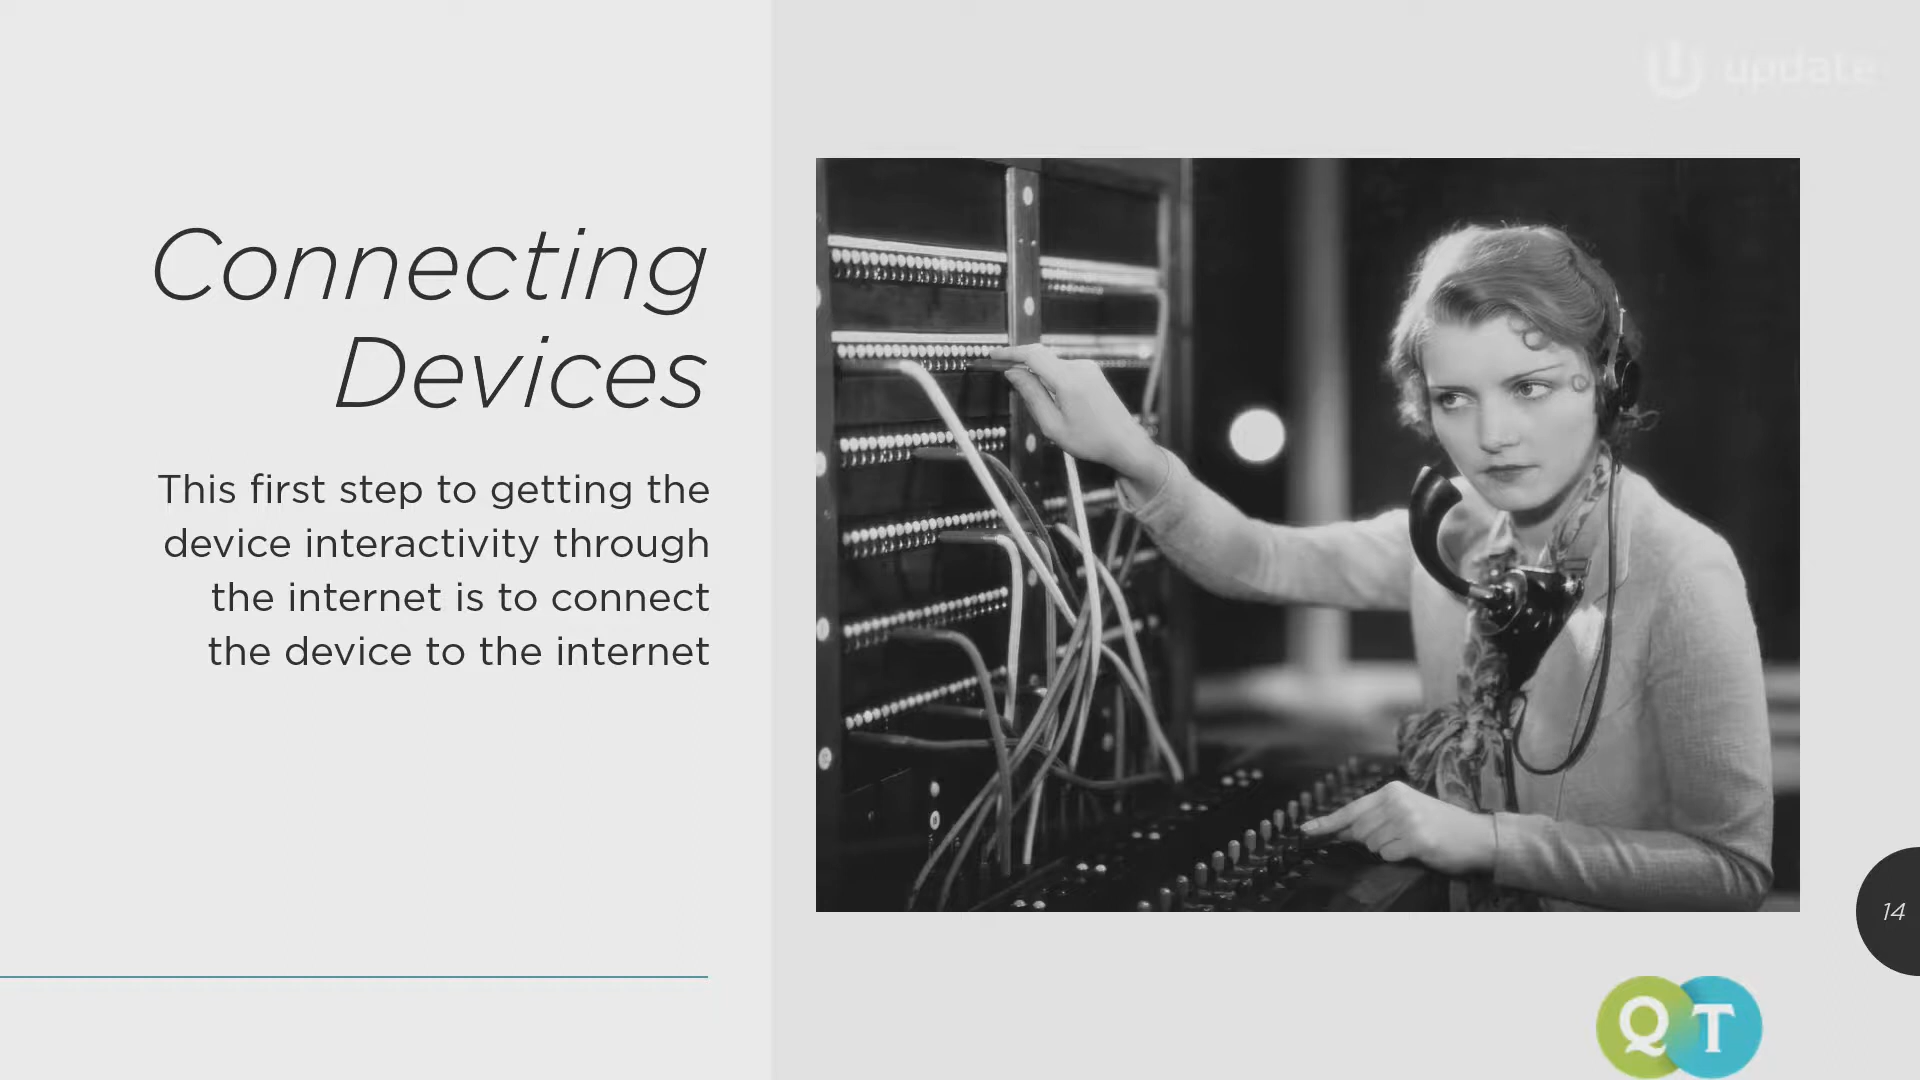 update
Connecting
Devices
This first step to getting the
device interactivity through
the internet is to connect
the device to the internet
14
QT